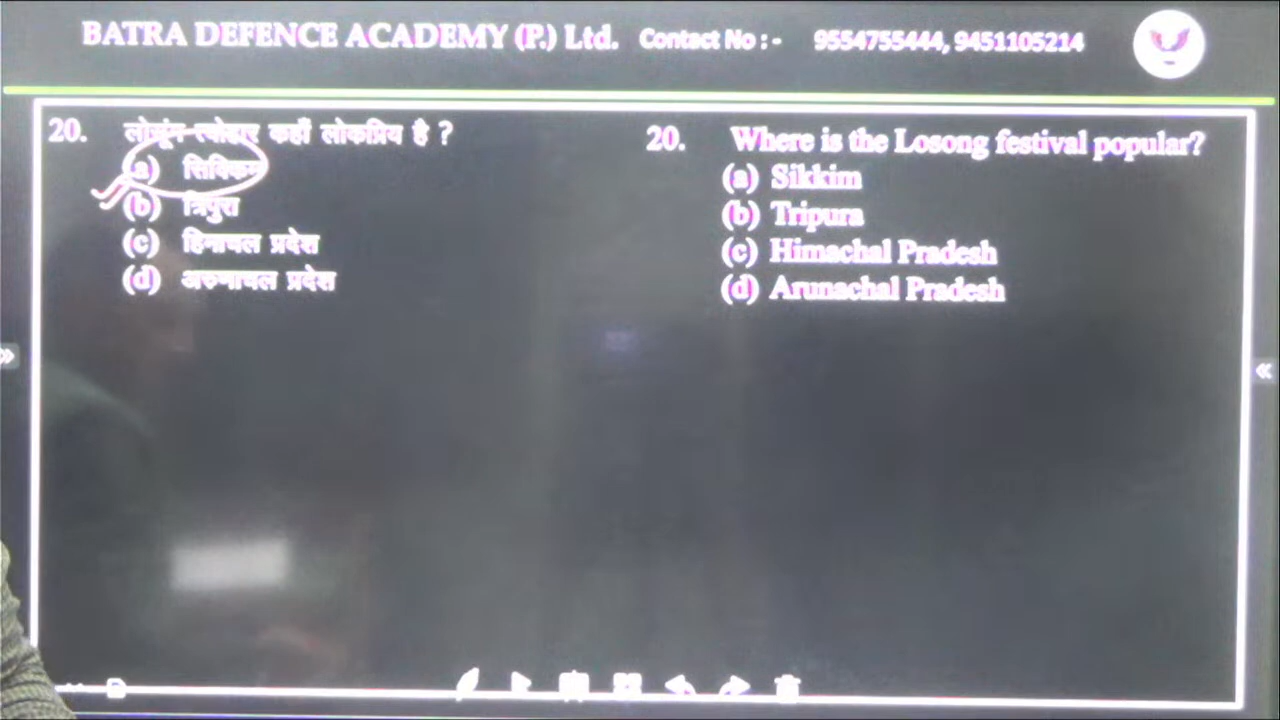 BATRA DEFENCE ACADEMY (P.) Ltd. Contact No :- 9554755444, 9451105214
20. लोसूंग त्योहार कहाँ लोकप्रिय है ?
(a) सिक्किम
(b) त्रिपुरा
(c) हिमाचल प्रदेश
(d) अरुणाचल प्रदेश
20. Where is the Losong festival popular?
(a) Sikkim
(b) Tripura
(c) Himachal Pradesh
(d) Arunachal Pradesh